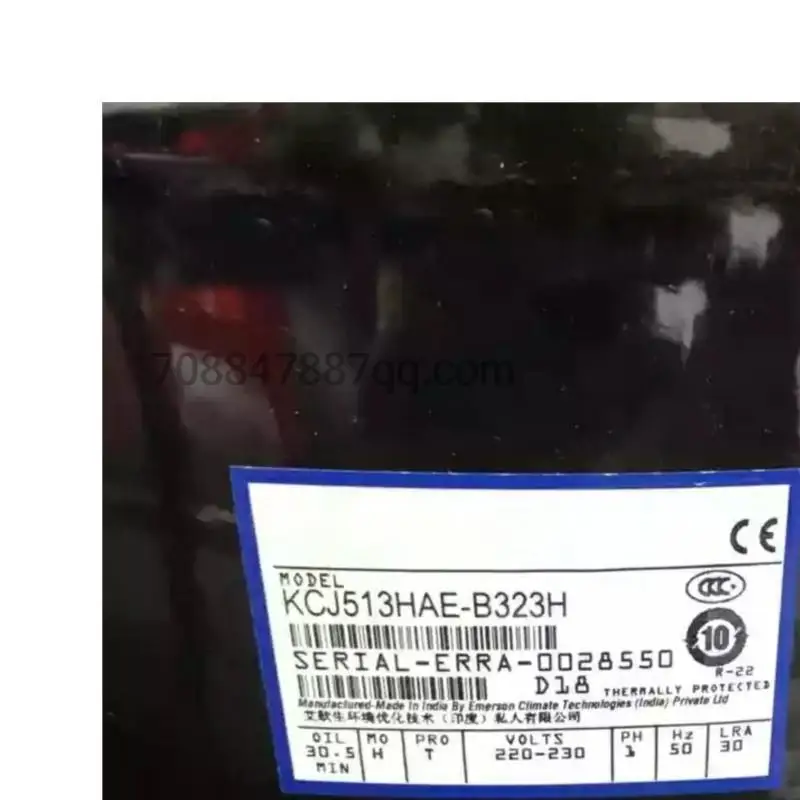 708847887qq.com
CE
MODEL
KCJ513HAE-B323H
CCC
10
SERIAL-ERRA-0028550
R-22
D18 THERMALLY PROTECTED
Manufactured-Made In India By Emerson Climate Technologies (India) Private Ltd
艾默生环境优化技术（印度）私人有限公司
OIL MO PRO VOLTS PH Hz LRA
30.5 H T 220-230 1 50 30
MIN